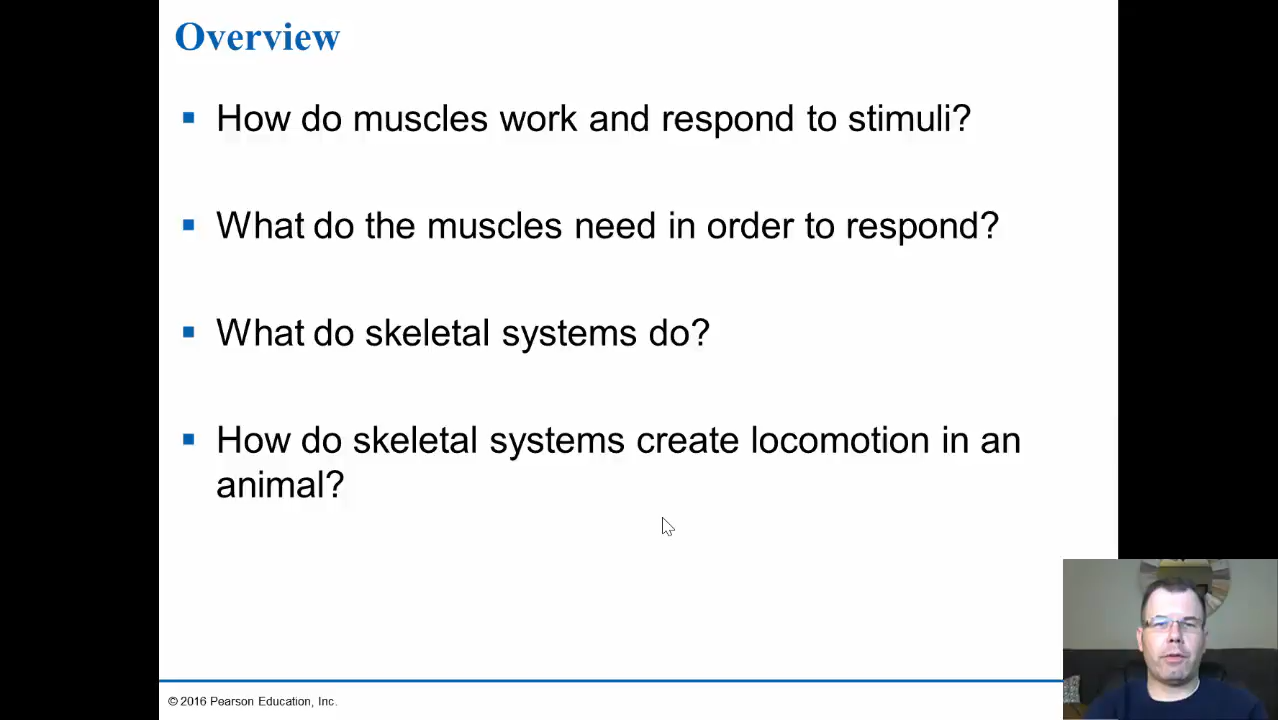 Overview
How do muscles work and respond to stimuli?
What do the muscles need in order to respond?
What do skeletal systems do?
How do skeletal systems create locomotion in an
animal?
© 2016 Pearson Education, Inc.